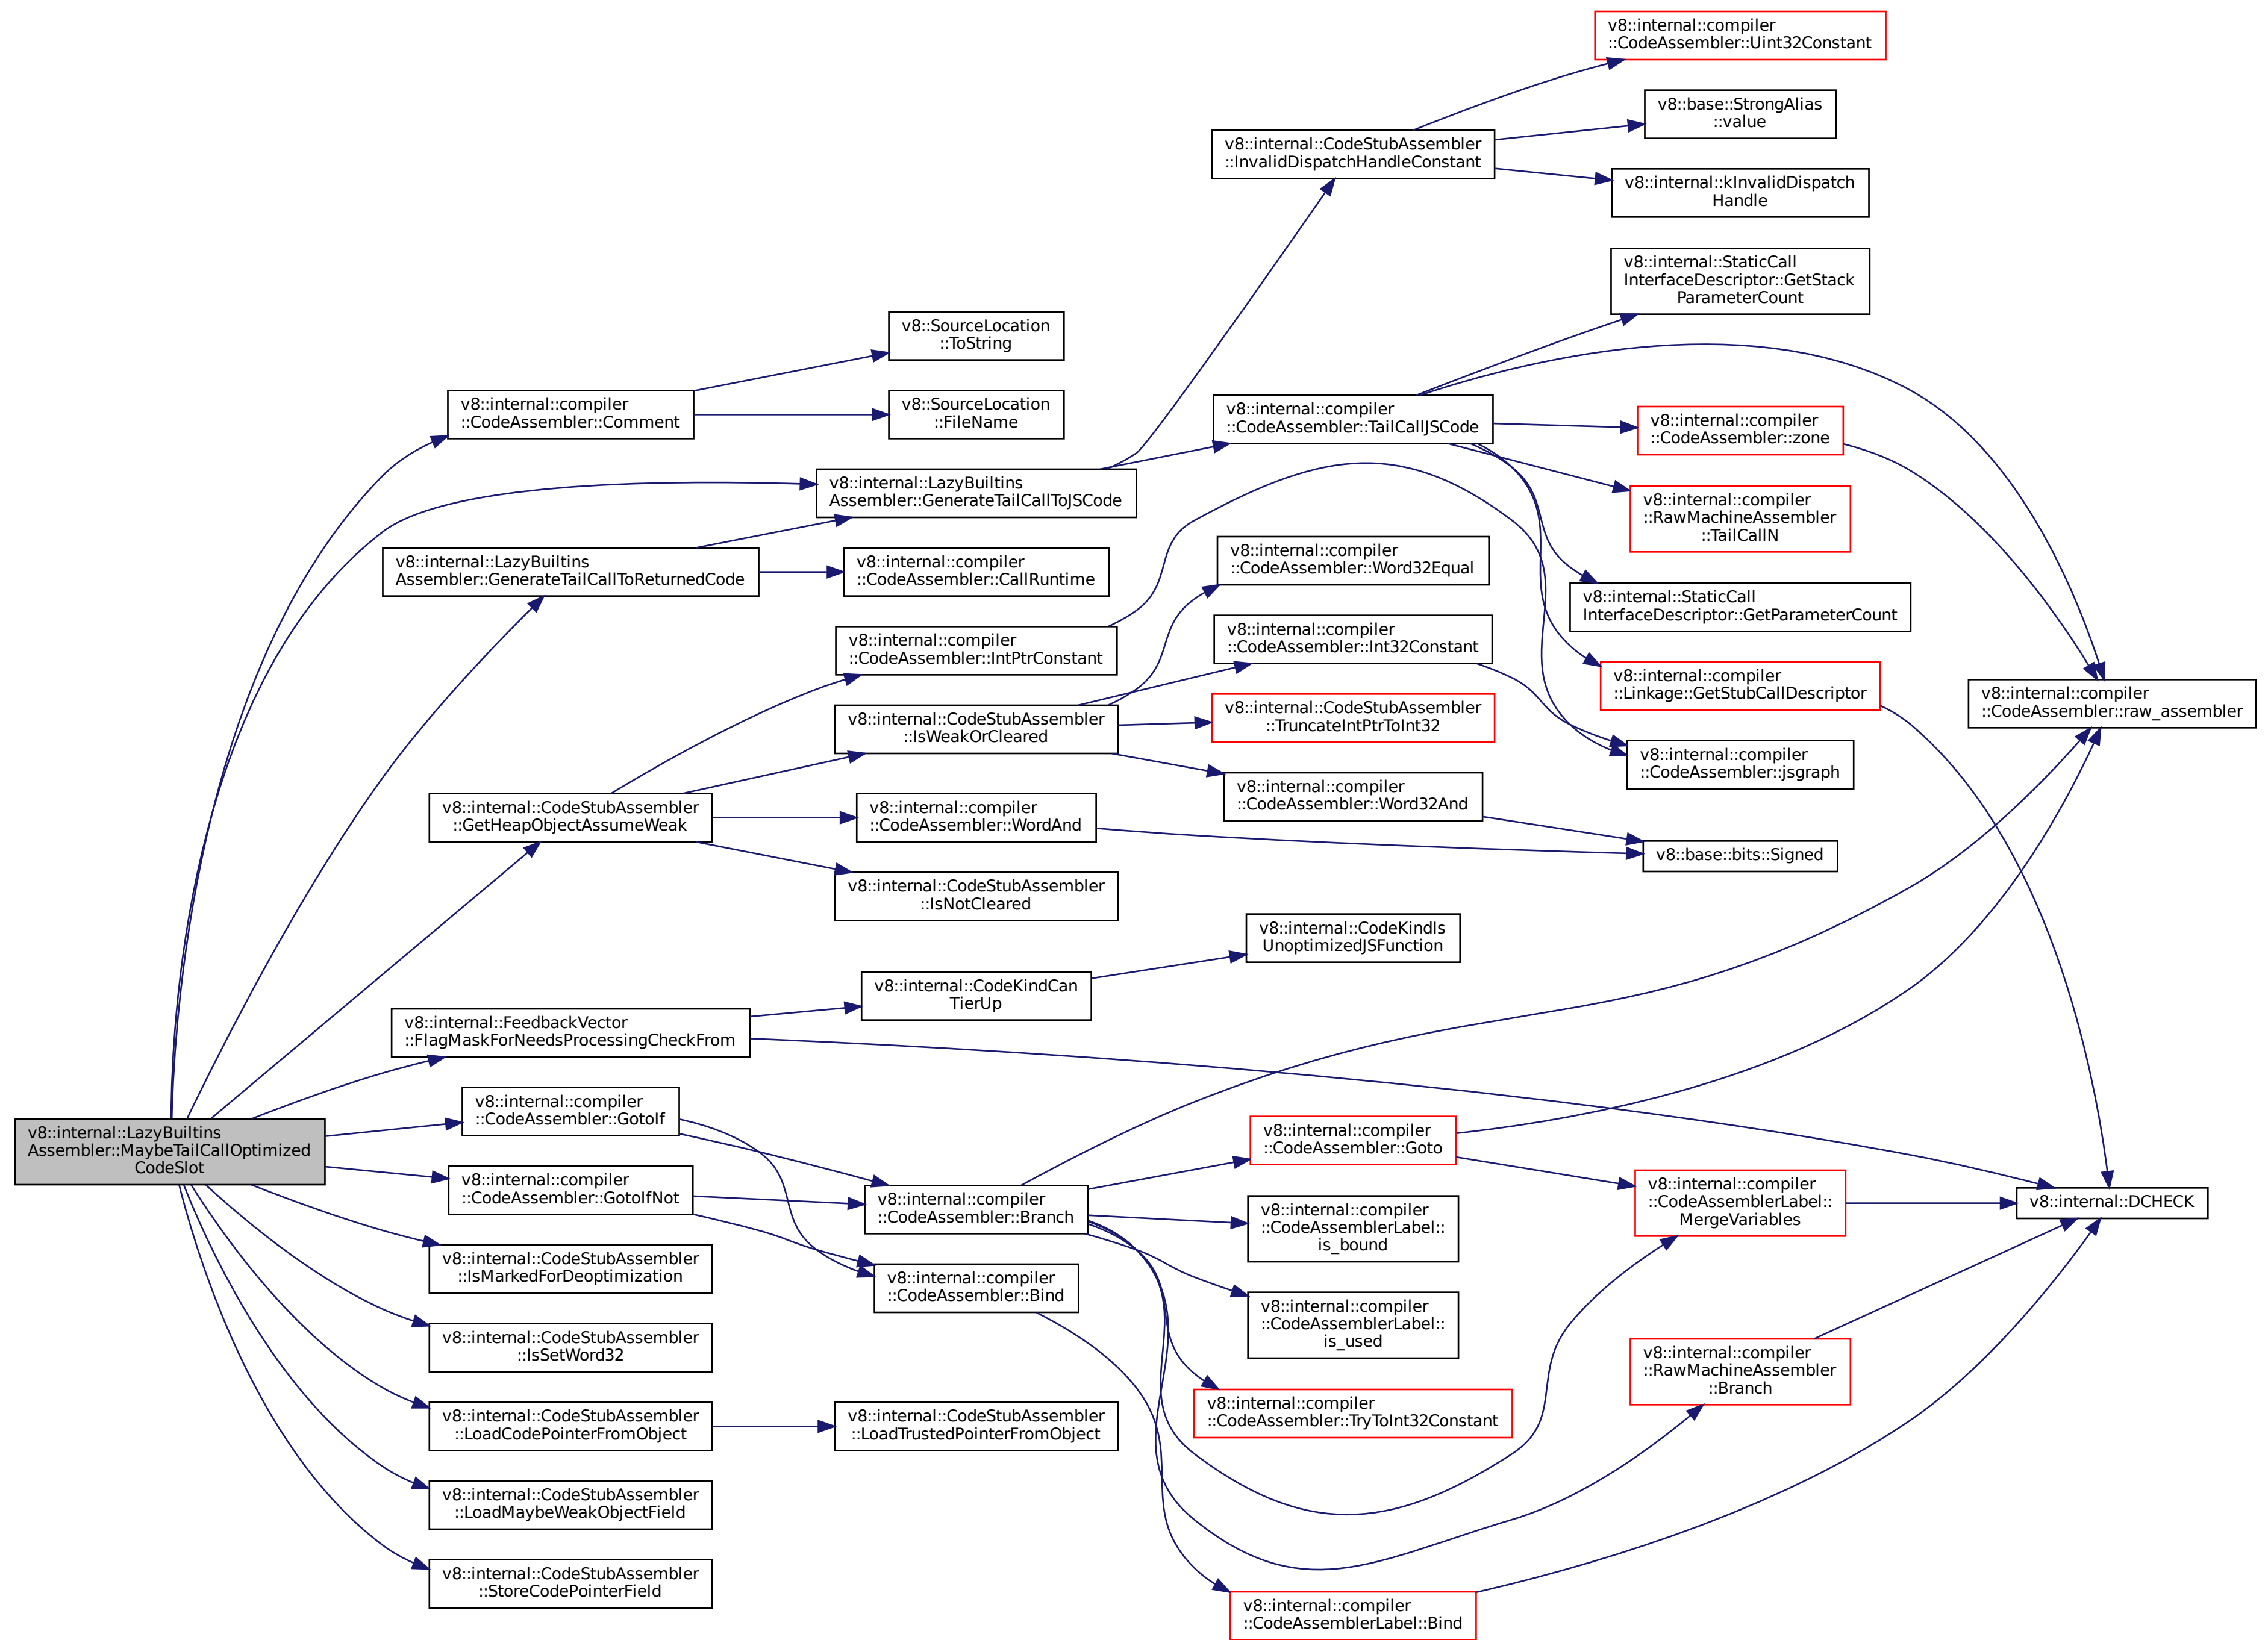 v8::internal::LazyBuiltins
Assembler::MaybeTailCallOptimized
CodeSlot
v8::internal::compiler
::CodeAssembler::Comment
v8::SourceLocation
::ToString
v8::SourceLocation
::FileName
v8::internal::LazyBuiltins
Assembler::GenerateTailCallToJSCode
v8::internal::LazyBuiltins
Assembler::GenerateTailCallToReturnedCode
v8::internal::compiler
::CodeAssembler::CallRuntime
v8::internal::CodeStubAssembler
::InvalidDispatchHandleConstant
v8::internal::compiler
::CodeAssembler::Uint32Constant
v8::base::StrongAlias
::value
v8::internal::kInvalidDispatch
Handle
v8::internal::compiler
::CodeAssembler::TailCallJSCode
v8::internal::StaticCall
InterfaceDescriptor::GetStack
ParameterCount
v8::internal::compiler
::CodeAssembler::zone
v8::internal::compiler
::RawMachineAssembler
::TailCallN
v8::internal::StaticCall
InterfaceDescriptor::GetParameterCount
v8::internal::compiler
::Linkage::GetStubCallDescriptor
v8::internal::compiler
::CodeAssembler::raw_assembler
v8::internal::CodeStubAssembler
::GetHeapObjectAssumeWeak
v8::internal::compiler
::CodeAssembler::IntPtrConstant
v8::internal::CodeStubAssembler
::IsWeakOrCleared
v8::internal::compiler
::CodeAssembler::WordAnd
v8::internal::CodeStubAssembler
::IsNotCleared
v8::internal::compiler
::CodeAssembler::Word32Equal
v8::internal::compiler
::CodeAssembler::Int32Constant
v8::internal::CodeStubAssembler
::TruncateIntPtrToInt32
v8::internal::compiler
::CodeAssembler::Word32And
v8::internal::compiler
::CodeAssembler::jsgraph
v8::base::bits::Signed
v8::internal::FeedbackVector
::FlagMaskForNeedsProcessingCheckFrom
v8::internal::CodeKindCan
TierUp
v8::internal::CodeKindIs
UnoptimizedJSFunction
v8::internal::compiler
::CodeAssembler::GotoIf
v8::internal::compiler
::CodeAssembler::GotoIfNot
v8::internal::compiler
::CodeAssembler::Branch
v8::internal::compiler
::CodeAssembler::Bind
v8::internal::compiler
::CodeAssembler::Goto
v8::internal::compiler
::CodeAssemblerLabel::
is_bound
v8::internal::compiler
::CodeAssemblerLabel::
is_used
v8::internal::compiler
::CodeAssembler::TryToInt32Constant
v8::internal::compiler
::CodeAssemblerLabel::
MergeVariables
v8::internal::compiler
::RawMachineAssembler
::Branch
v8::internal::DCHECK
v8::internal::compiler
::CodeAssemblerLabel::Bind
v8::internal::CodeStubAssembler
::IsMarkedForDeoptimization
v8::internal::CodeStubAssembler
::IsSetWord32
v8::internal::CodeStubAssembler
::LoadCodePointerFromObject
v8::internal::CodeStubAssembler
::LoadTrustedPointerFromObject
v8::internal::CodeStubAssembler
::LoadMaybeWeakObjectField
v8::internal::CodeStubAssembler
::StoreCodePointerField